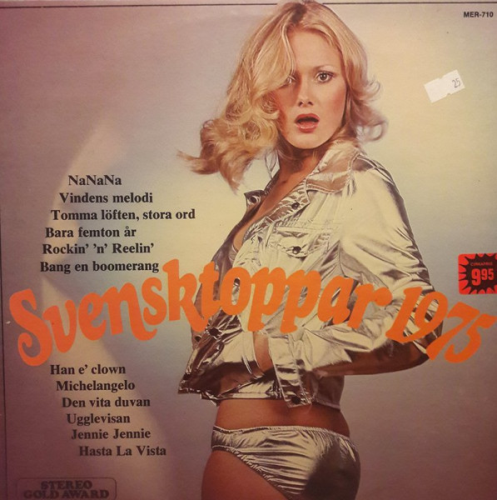 MER-710
25
NaNaNa
Vindens melodi
Tomma löften, stora ord
Bara femton år
Rockin' 'n' Reelin'
Bang en boomerang
Svensktoppar 1975
9.95
Han e' clown
Michelangelo
Den vita duvan
Ugglevisan
Jennie Jennie
Hasta La Vista
STEREO
GOLD AWARD